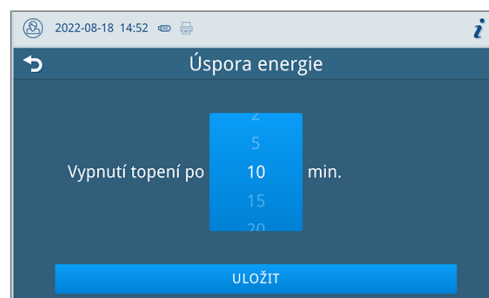 2022-08-18 14:52
i
Úspora energie
2
5
Vypnutí topení po 10 min.
15
20
ULOŽIT